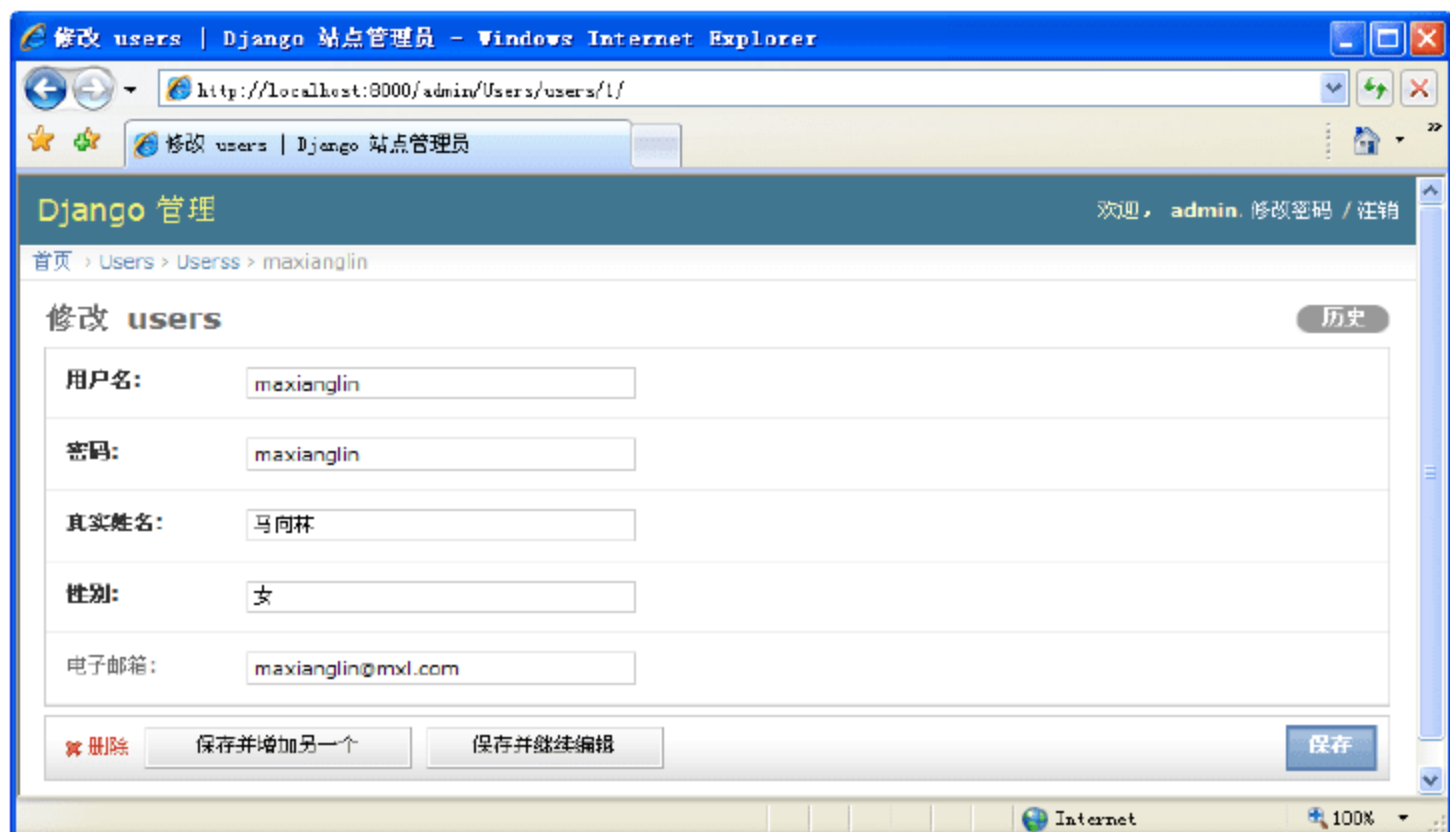 修改 users | Django 站点管理员 - Windows Internet Explorer
http://localhost:8000/admin/Users/users/1/
修改 users | Django 站点管理员
Django 管理
欢迎， admin. 修改密码 / 注销
首页 › Users › Userss › maxianglin
修改 users
历史
用户名: maxianglin
密码: maxianglin
真实姓名: 马向林
性别: 女
电子邮箱: maxianglin@mxl.com
删除 保存并增加另一个 保存并继续编辑 保存
Internet 100%